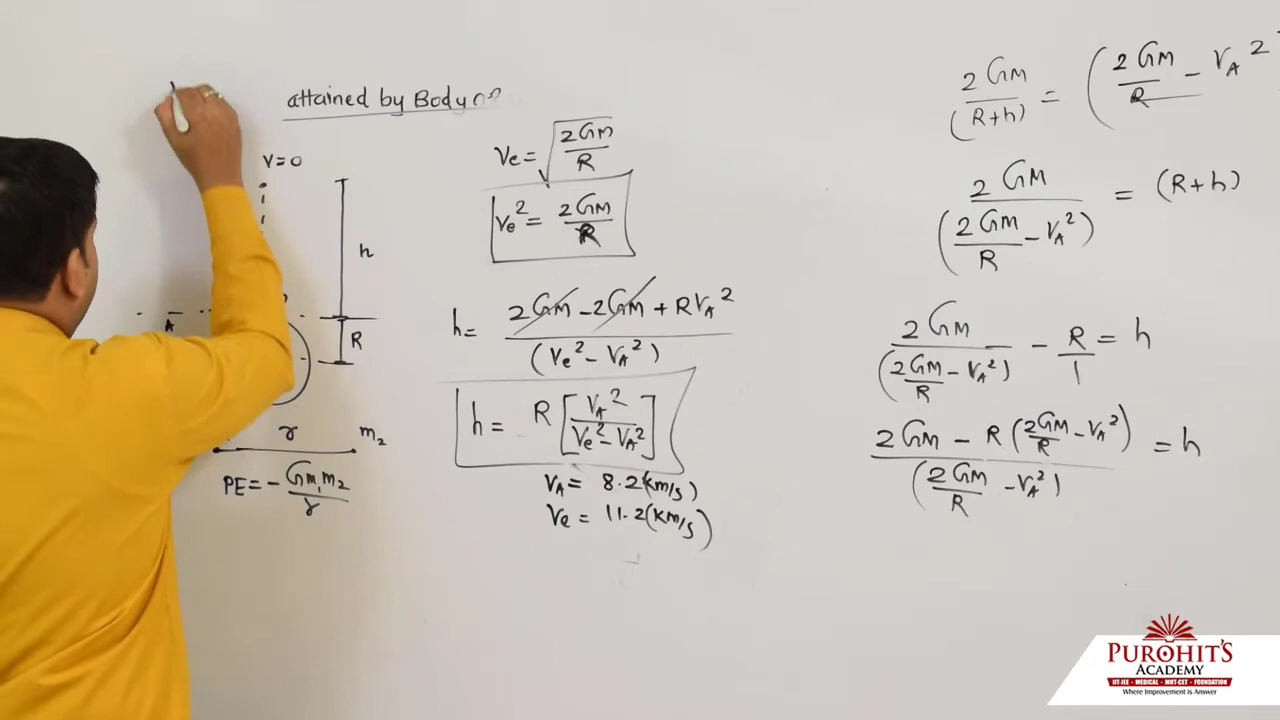 attained by Body
V=0
h
A
R
r
m₂
PE = - Gm₁m₂/r
Ve = √(2GM/R)
Ve² = 2GM/R
h = (2GM - 2GM + RVA²)/(Ve² - VA²)
h = R [VA²/(Ve² - VA²)]
VA = 8.2(km/s)
Ve = 11.2(km/s)
2GM/(R+h) = (2GM/R - VA²
2GM/(2GM/R - VA²) = (R+h)
2GM/(2GM/R - VA²) - R/1 = h
(2GM - R(2GM/R - VA²))/(2GM/R - VA²) = h
PUROHIT'S
ACADEMY
IIT-JEE - MEDICAL - MHT-CET - FOUNDATION
Where Improvement is Answer